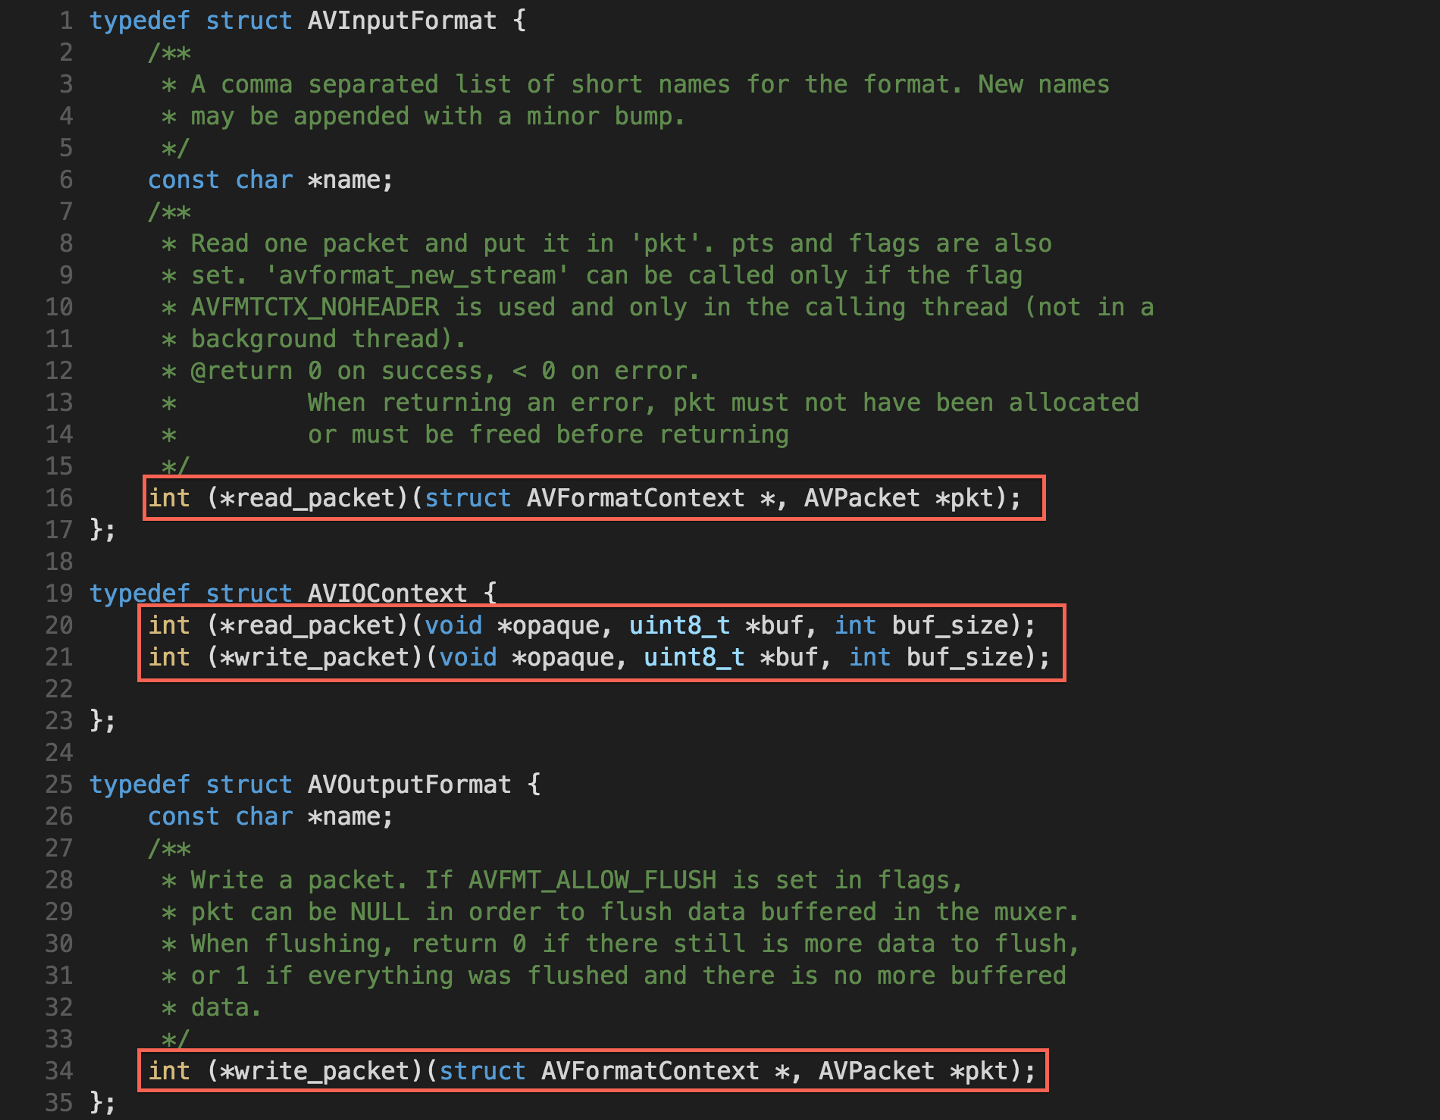 1 typedef struct AVInputFormat {
2 /**
3 * A comma separated list of short names for the format. New names
4 * may be appended with a minor bump.
5 */
6 const char *name;
7 /**
8 * Read one packet and put it in 'pkt'. pts and flags are also
9 * set. 'avformat_new_stream' can be called only if the flag
10 * AVFMTCTX_NOHEADER is used and only in the calling thread (not in a
11 * background thread).
12 * @return 0 on success, < 0 on error.
13 * When returning an error, pkt must not have been allocated
14 * or must be freed before returning
15 */
16 int (*read_packet)(struct AVFormatContext *, AVPacket *pkt);
17 };
18
19 typedef struct AVIOContext {
20 int (*read_packet)(void *opaque, uint8_t *buf, int buf_size);
21 int (*write_packet)(void *opaque, uint8_t *buf, int buf_size);
22
23 };
24
25 typedef struct AVOutputFormat {
26 const char *name;
27 /**
28 * Write a packet. If AVFMT_ALLOW_FLUSH is set in flags,
29 * pkt can be NULL in order to flush data buffered in the muxer.
30 * When flushing, return 0 if there still is more data to flush,
31 * or 1 if everything was flushed and there is no more buffered
32 * data.
33 */
34 int (*write_packet)(struct AVFormatContext *, AVPacket *pkt);
35 };